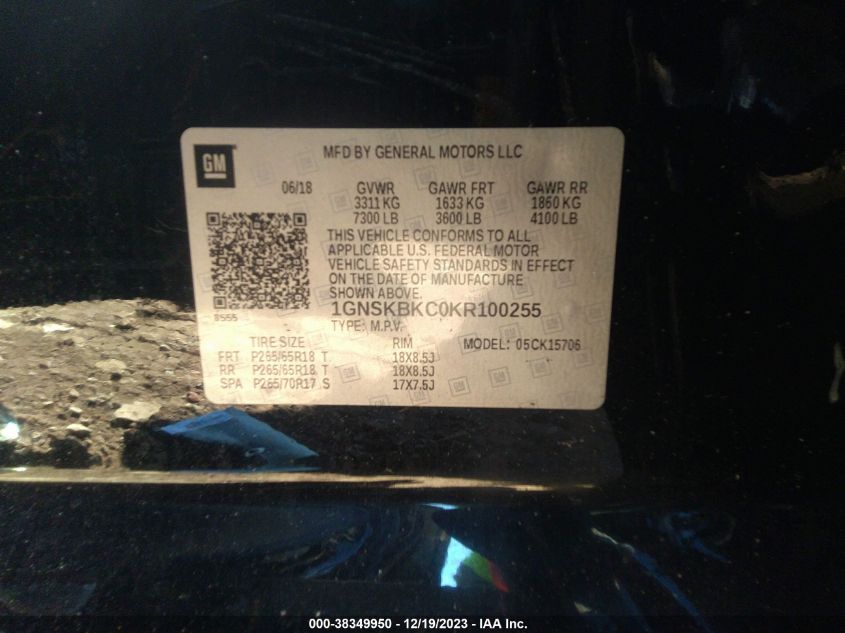 GM
MFD BY GENERAL MOTORS LLC
06/18 GVWR GAWR FRT GAWR RR
3311 KG 1633 KG 1860 KG
7300 LB 3600 LB 4100 LB
THIS VEHICLE CONFORMS TO ALL
APPLICABLE U.S. FEDERAL MOTOR
VEHICLE SAFETY STANDARDS IN EFFECT
ON THE DATE OF MANUFACTURE
SHOWN ABOVE.
8555
1GNSKBKC0KR100255
TYPE: M.P.V.
TIRE SIZE RIM MODEL: 05CK15706
FRT P265/65R18 T 18X8.5J
RR P265/65R18 T 18X8.5J
SPA P265/70R17 S 17X7.5J
000-38349950 - 12/19/2023 - IAA Inc.